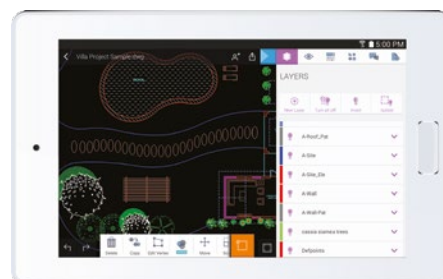 5:00 PM
Villa Project Sample.dwg
LAYERS
New Layer
Turn all off
Isolate
A-Roof_Pat
A-Site
A-Site_Ele
A-Wall
A-Wall-Pat
cassia siamea trees
Defpoints
Delete
Copy
Edit Vertex
Move